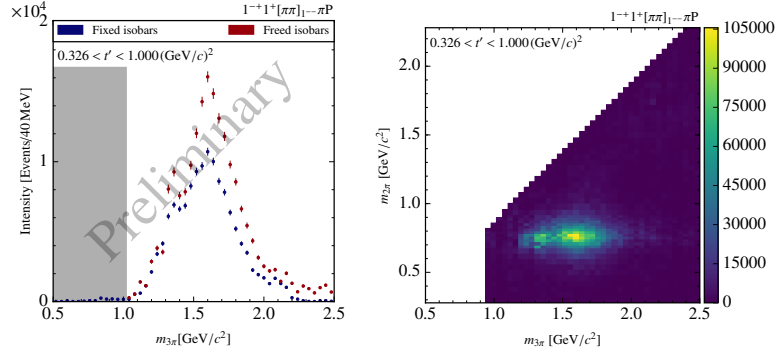 ×10⁴
1⁻⁺1⁺[ππ]₁₋₋πP
Fixed isobars Freed isobars
0.326 < t′ < 1.000 (GeV/c)²
Preliminary
Intensity [Events/40 MeV]
2
1
0
0.5 1.0 1.5 2.0 2.5
m₃π[GeV/c²]
1⁻⁺1⁺[ππ]₁₋₋πP
0.326 < t′ < 1.000 (GeV/c)²
m₂π [GeV/c²]
2.0
1.5
1.0
0.5
0.5 1.0 1.5 2.0 2.5
m₃π [GeV/c²]
105000
90000
75000
60000
45000
30000
15000
0